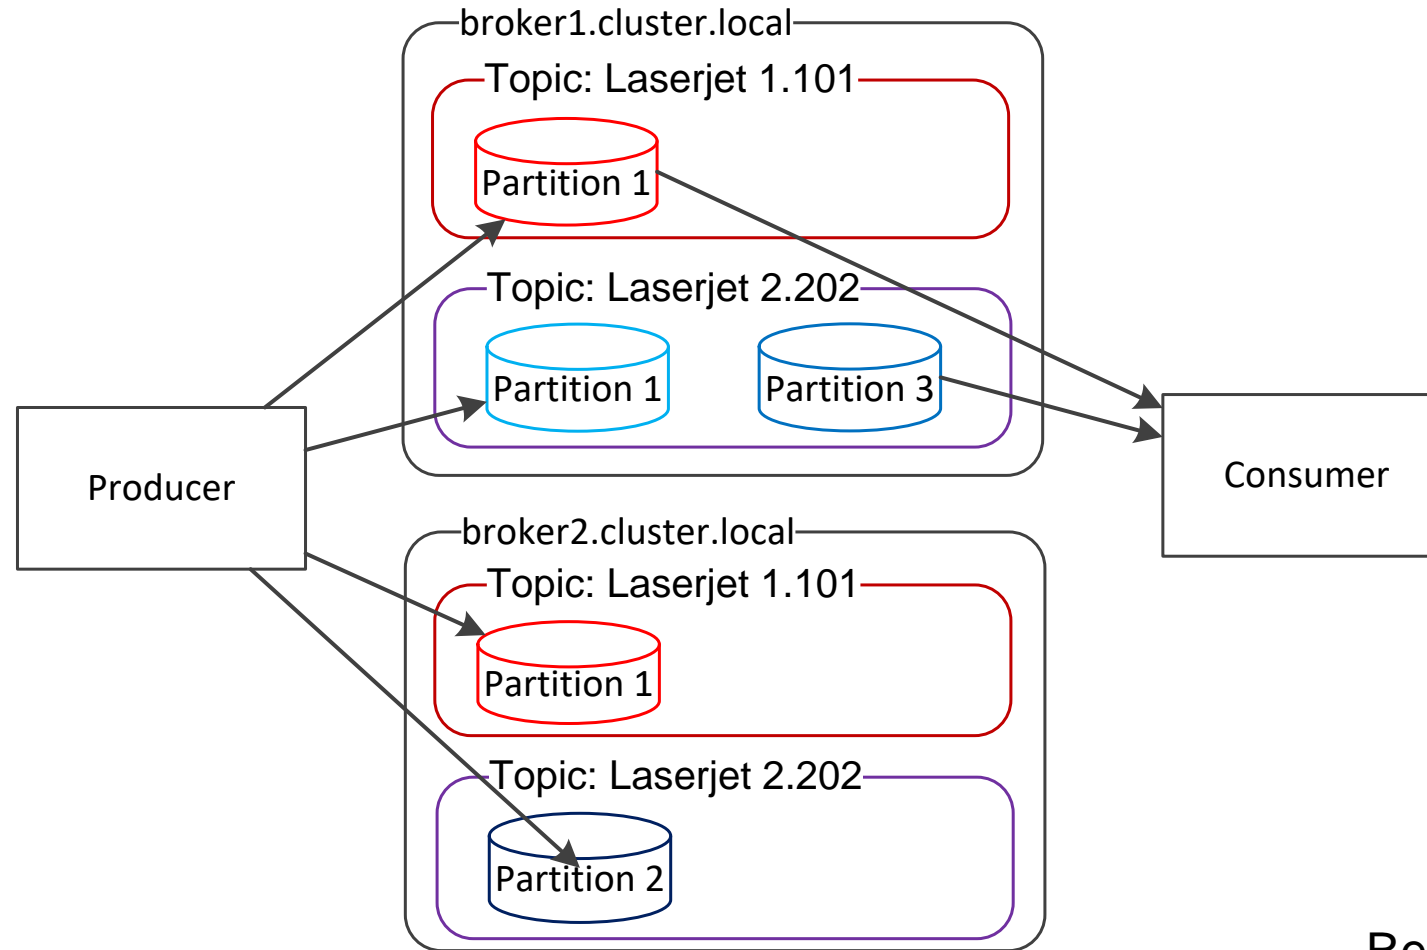 broker1.cluster.local
Topic: Laserjet 1.101
Partition 1
Topic: Laserjet 2.202
Partition 1
Partition 3
Producer
Consumer
broker2.cluster.local
Topic: Laserjet 1.101
Partition 1
Topic: Laserjet 2.202
Partition 2